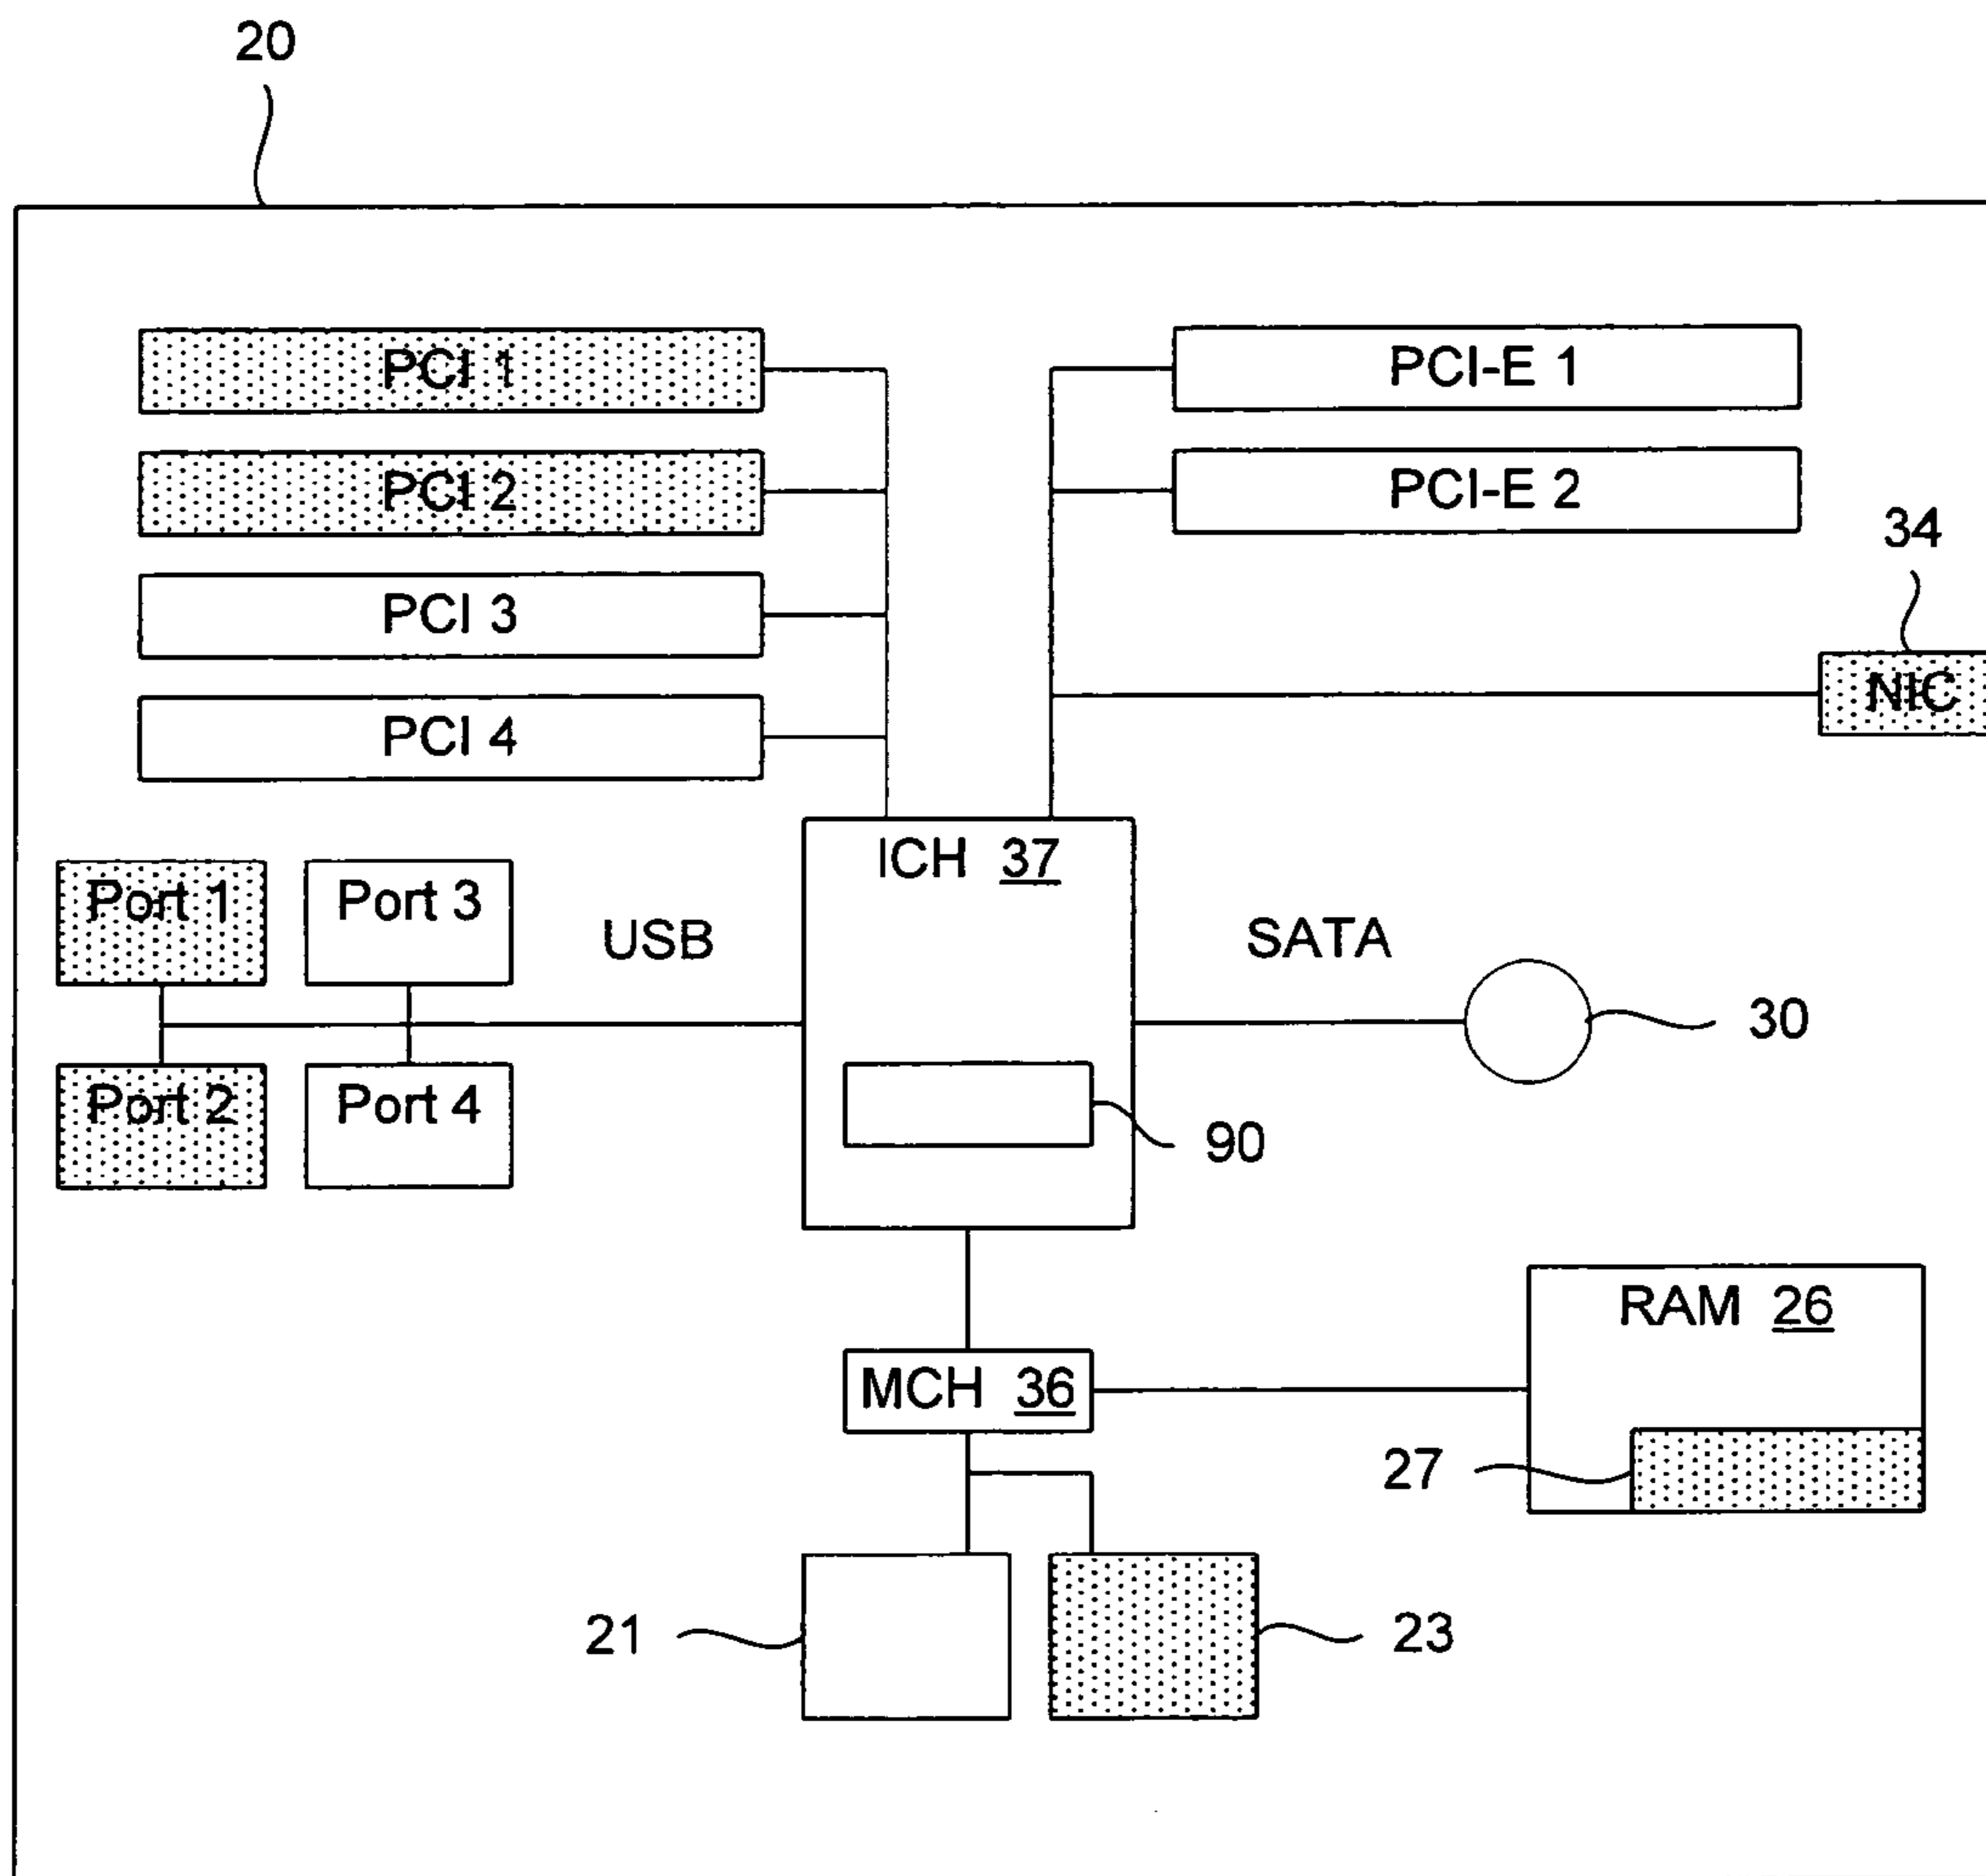 20
PCI 1
PCI-E 1
PCI 2
PCI-E 2
34
PCI 3
NIC
PCI 4
ICH 37
Port 1
Port 3
USB
SATA
30
Port 2
Port 4
90
RAM 26
MCH 36
27
21
23